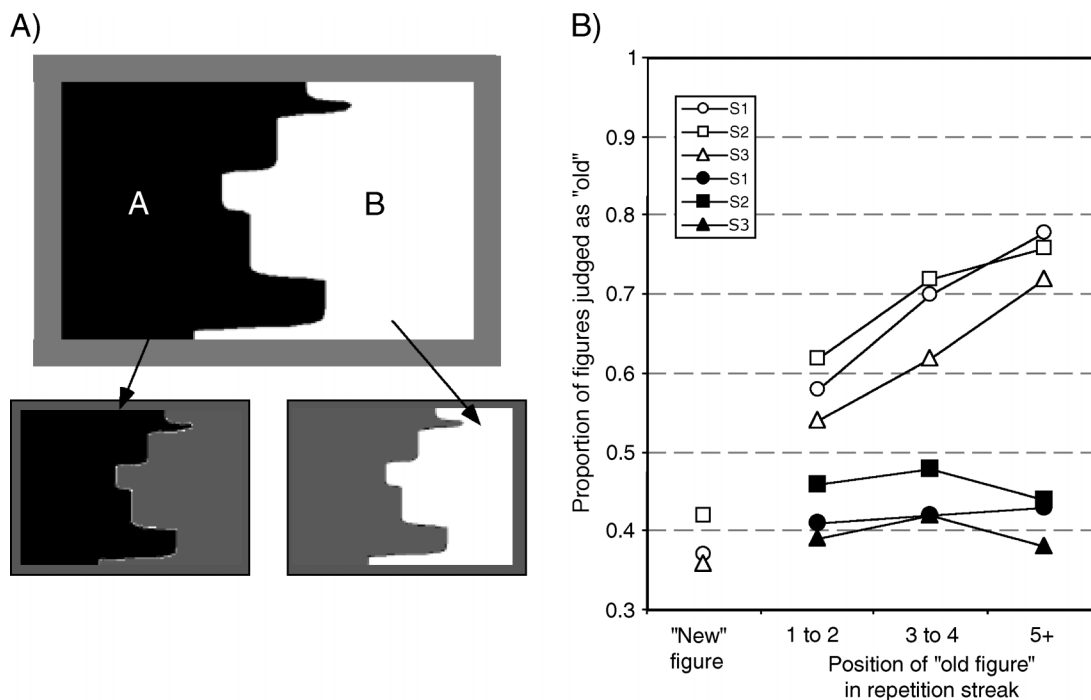 A)
A
B
B)
Proportion of figures judged as "old"
1
0.9
0.8
0.7
0.6
0.5
0.4
0.3
S1
S2
S3
S1
S2
S3
"New"
figure
1 to 2
3 to 4
5+
Position of "old figure"
in repetition streak